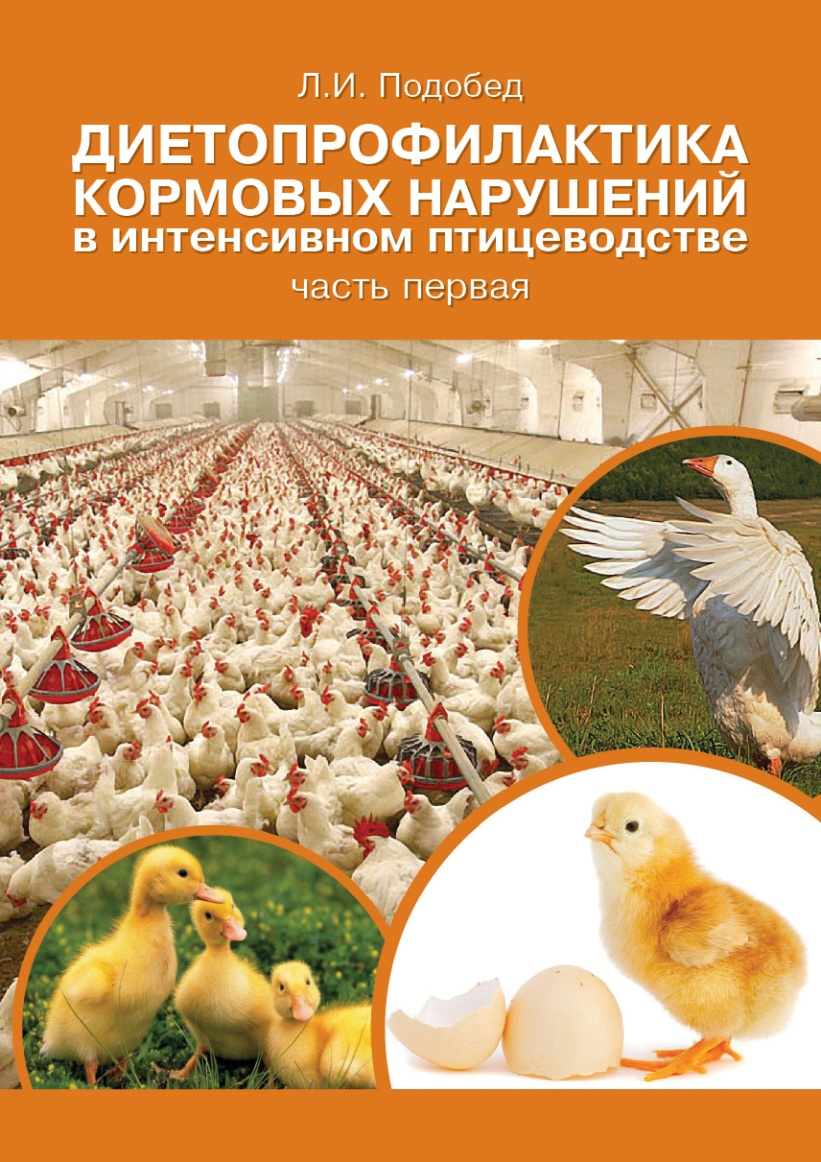 Л.И. Подобед
ДИЕТОПРОФИЛАКТИКА
КОРМОВЫХ НАРУШЕНИЙ
В ИНТЕНСИВНОМ ПТИЦЕВОДСТВЕ
часть первая